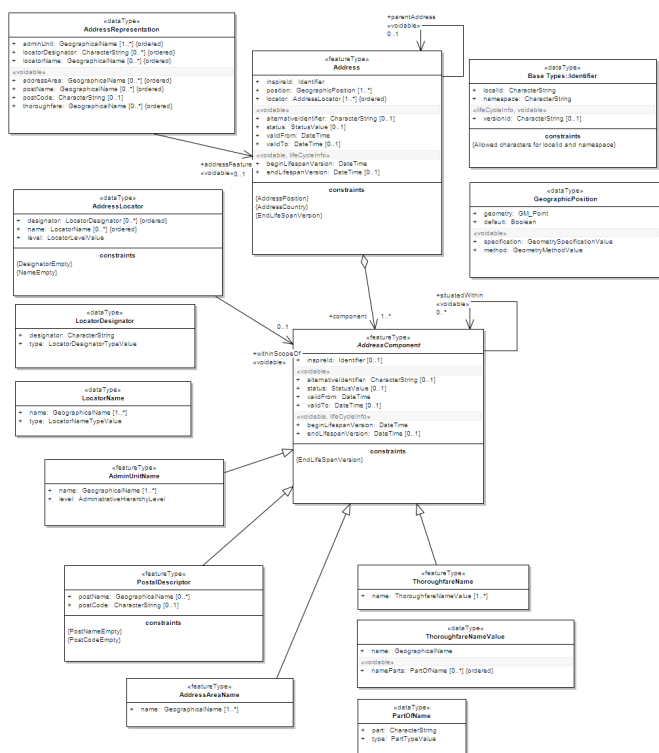 «dataType»
AddressRepresentation
+ adminUnit: GeographicalName [1..*] {ordered}
+ locatorDesignator: CharacterString [0..*] {ordered}
+ locatorName: GeographicalName [0..*] {ordered}
«voidable»
+ addressArea: GeographicalName [0..*] {ordered}
+ postName: GeographicalName [0..*] {ordered}
+ postCode: CharacterString [0..1]
+ thoroughfare: GeographicalName [0..*] {ordered}
+parentAddress
«voidable»
0..1
«featureType»
Address
+ inspireId: Identifier
+ position: GeographicPosition [1..*]
+ locator: AddressLocator [1..*] {ordered}
«voidable»
+ alternativeIdentifier: CharacterString [0..1]
+ status: StatusValue [0..1]
+ validFrom: DateTime
+ validTo: DateTime [0..1]
«voidable, lifeCycleInfo»
+ beginLifespanVersion: DateTime
+ endLifespanVersion: DateTime [0..1]
constraints
{AddressPosition}
{AddressCountry}
{EndLifeSpanVersion}
«dataType»
Base Types::Identifier
+ localId: CharacterString
+ namespace: CharacterString
«lifeCycleInfo, voidable»
+ versionId: CharacterString [0..1]
constraints
{Allowed characters for localId and namespace}
+addressFeature
«voidable» 0..1
«dataType»
GeographicPosition
+ geometry: GM_Point
+ default: Boolean
«voidable»
+ specification: GeometrySpecificationValue
+ method: GeometryMethodValue
«dataType»
AddressLocator
+ designator: LocatorDesignator [0..*] {ordered}
+ name: LocatorName [0..*] {ordered}
+ level: LocatorLevelValue
constraints
{DesignatorEmpty}
{NameEmpty}
+situatedWithin
«voidable»
0..*
+component 1..*
0..1
+withinScopeOf
«voidable»
«dataType»
LocatorDesignator
+ designator: CharacterString
+ type: LocatorDesignatorTypeValue
«featureType»
AddressComponent
+ inspireId: Identifier [0..1]
«voidable»
+ alternativeIdentifier: CharacterString [0..1]
+ status: StatusValue [0..1]
+ validFrom: DateTime
+ validTo: DateTime [0..1]
«voidable, lifeCycleInfo»
+ beginLifespanVersion: DateTime
+ endLifespanVersion: DateTime [0..1]
constraints
{EndLifeSpanVersion}
«dataType»
LocatorName
+ name: GeographicalName [1..*]
+ type: LocatorNameTypeValue
«featureType»
AdminUnitName
+ name: GeographicalName [1..*]
+ level: AdministrativeHierarchyLevel
«featureType»
PostalDescriptor
+ postName: GeographicalName [0..*]
+ postCode: CharacterString [0..1]
constraints
{PostNameEmpty}
{PostCodeEmpty}
«featureType»
ThoroughfareName
+ name: ThoroughfareNameValue [1..*]
«dataType»
ThoroughfareNameValue
+ name: GeographicalName
«voidable»
+ nameParts: PartOfName [0..*] {ordered}
«featureType»
AddressAreaName
+ name: GeographicalName [1..*]
«dataType»
PartOfName
+ part: CharacterString
+ type: PartTypeValue